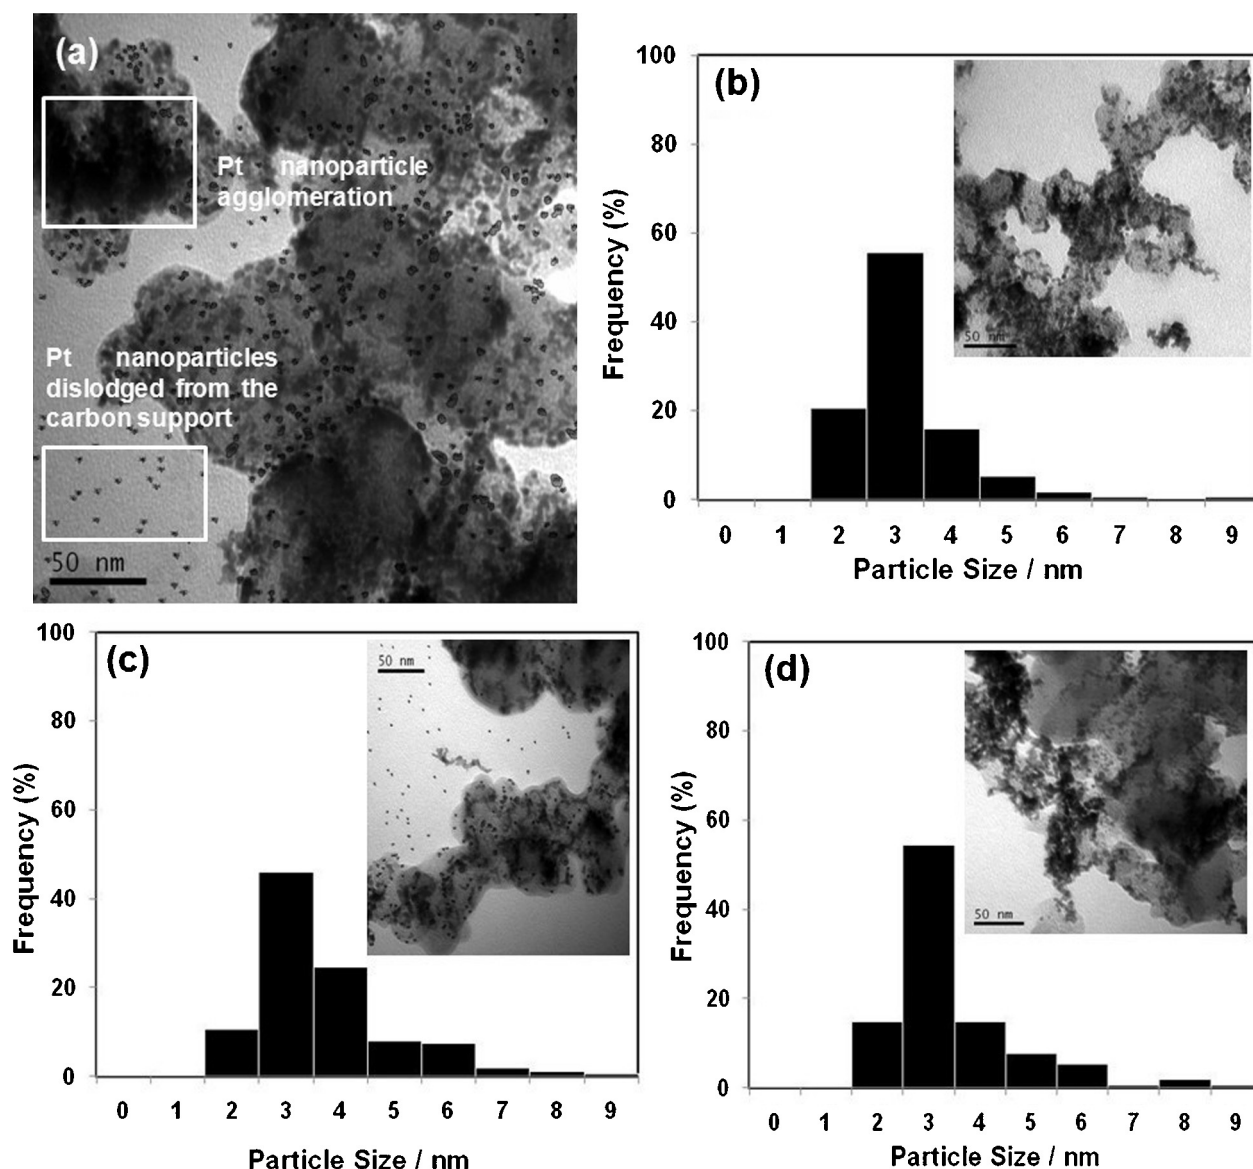 (a)
Pt nanoparticle
agglomeration
Pt nanoparticles
dislodged from the
carbon support
50 nm
(b)
100
80
60
40
20
0
Frequency (%)
50 nm
0 1 2 3 4 5 6 7 8 9
Particle Size / nm
(c)
100
80
60
40
20
0
Frequency (%)
50 nm
0 1 2 3 4 5 6 7 8 9
Particle Size / nm
(d)
100
80
60
40
20
0
Frequency (%)
50 nm
0 1 2 3 4 5 6 7 8 9
Particle Size / nm